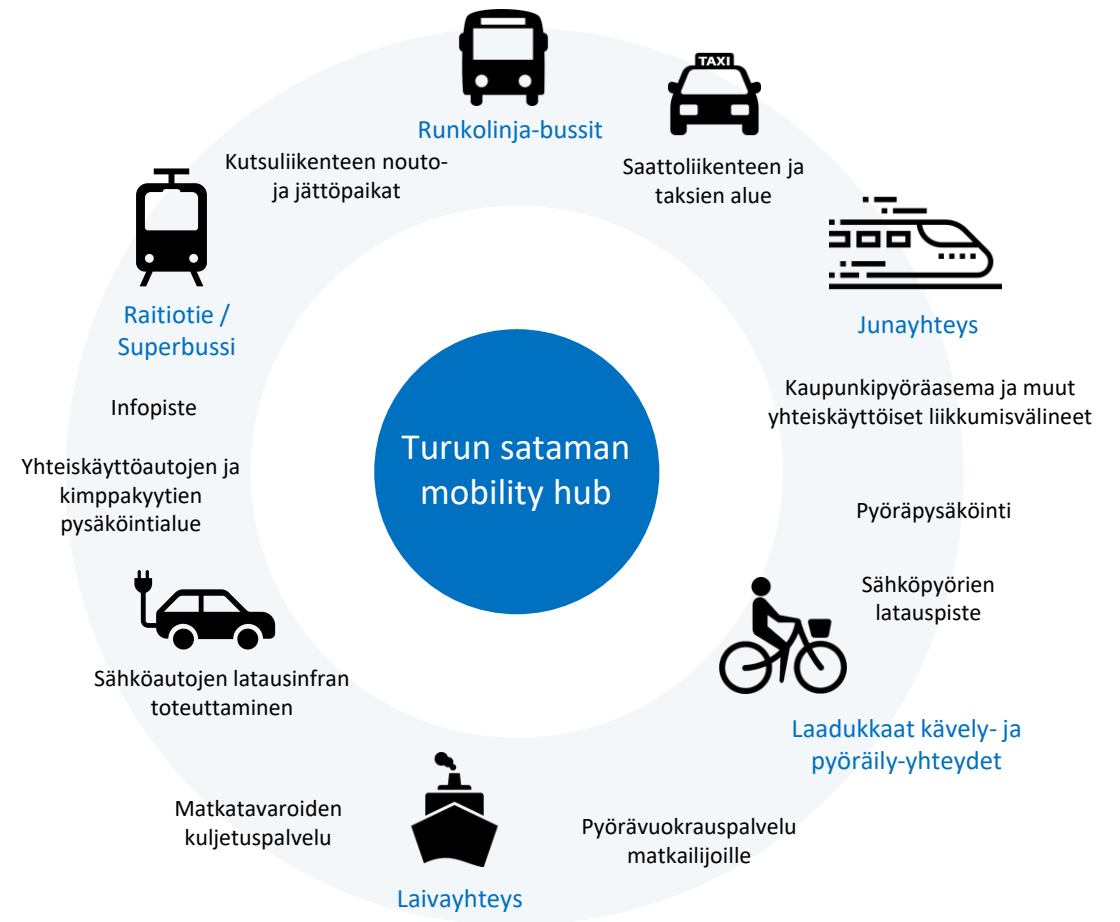 TAXI
Runkolinja-bussit
Kutsuliikenteen nouto-
ja jättöpaikat
Saattoliikenteen ja
taksien alue
Raitiotie /
Superbussi
Junayhteys
Infopiste
Kaupunkipyöräasema ja muut
yhteiskäyttöiset liikkumisvälineet
Turun sataman
mobility hub
Yhteiskäyttöautojen ja
kimppakyytien
pysäköintialue
Pyöräpysäköinti
Sähköpyörien
latauspiste
Sähköautojen latausinfran
toteuttaminen
Laadukkaat kävely- ja
pyöräily-yhteydet
Matkatavaroiden
kuljetuspalvelu
Pyörävuokrauspalvelu
matkailijoille
Laivayhteys